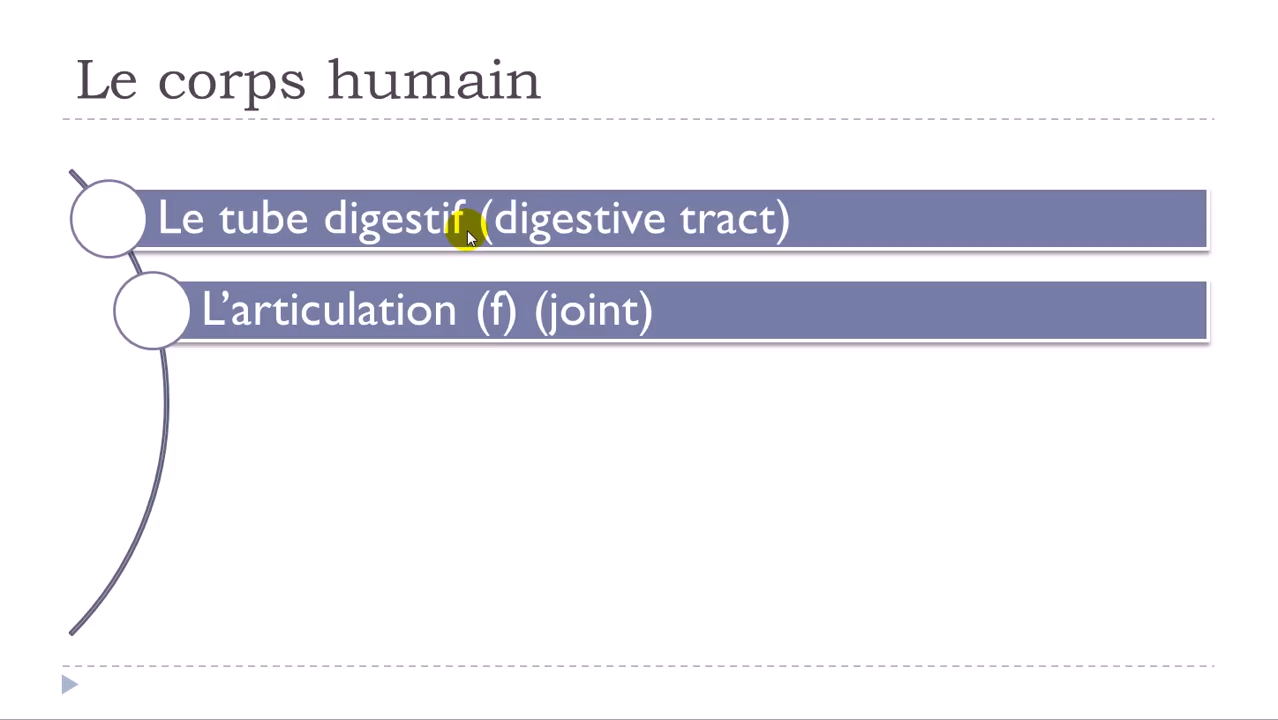 Le corps humain
Le tube digestif (digestive tract)
L’articulation (f) (joint)